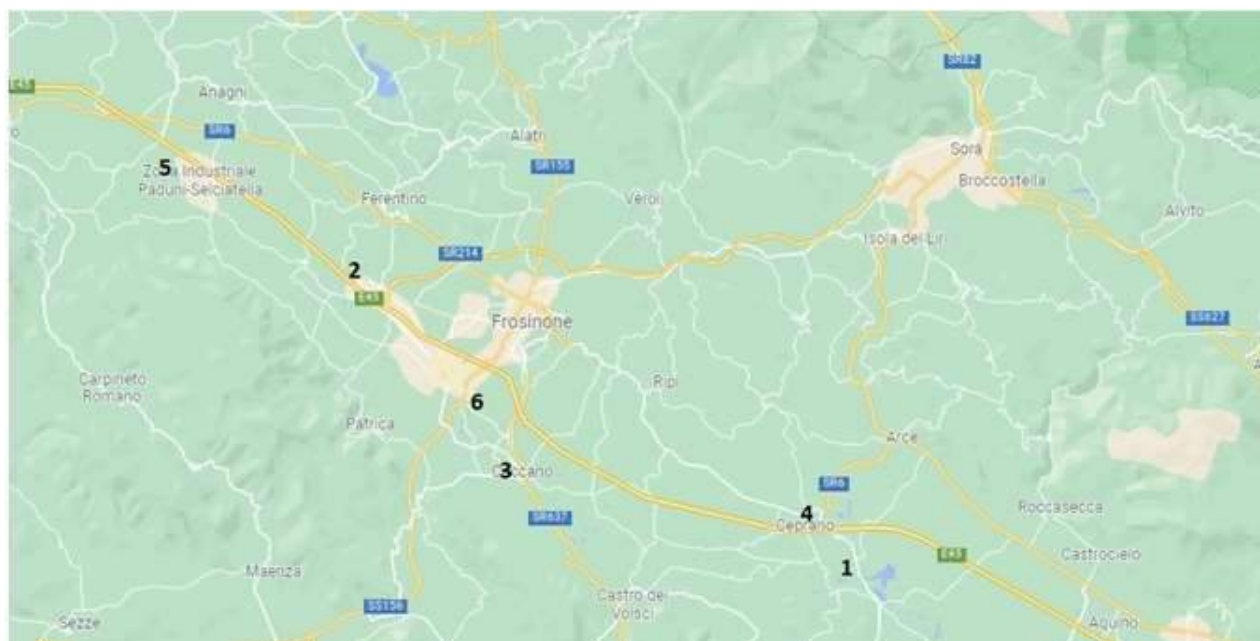 SR82
E45
Anagni
SR6
Alatri
Sora
SR155
5
Zona Industriale
Paduni-Selciatella
Broccostella
Ferentino
Veroli
Alvito
Isola del Liri
SR214
2
E45
Frosinone
SS627
Carpineto
Romano
Ripi
6
Patrica
Arce
3
Ceccano
SR6
4
Ceprano
Roccasecca
SR637
E45
Castrocielo
1
Maenza
Castro dei
Volsci
SS156
Sezze
Aquino